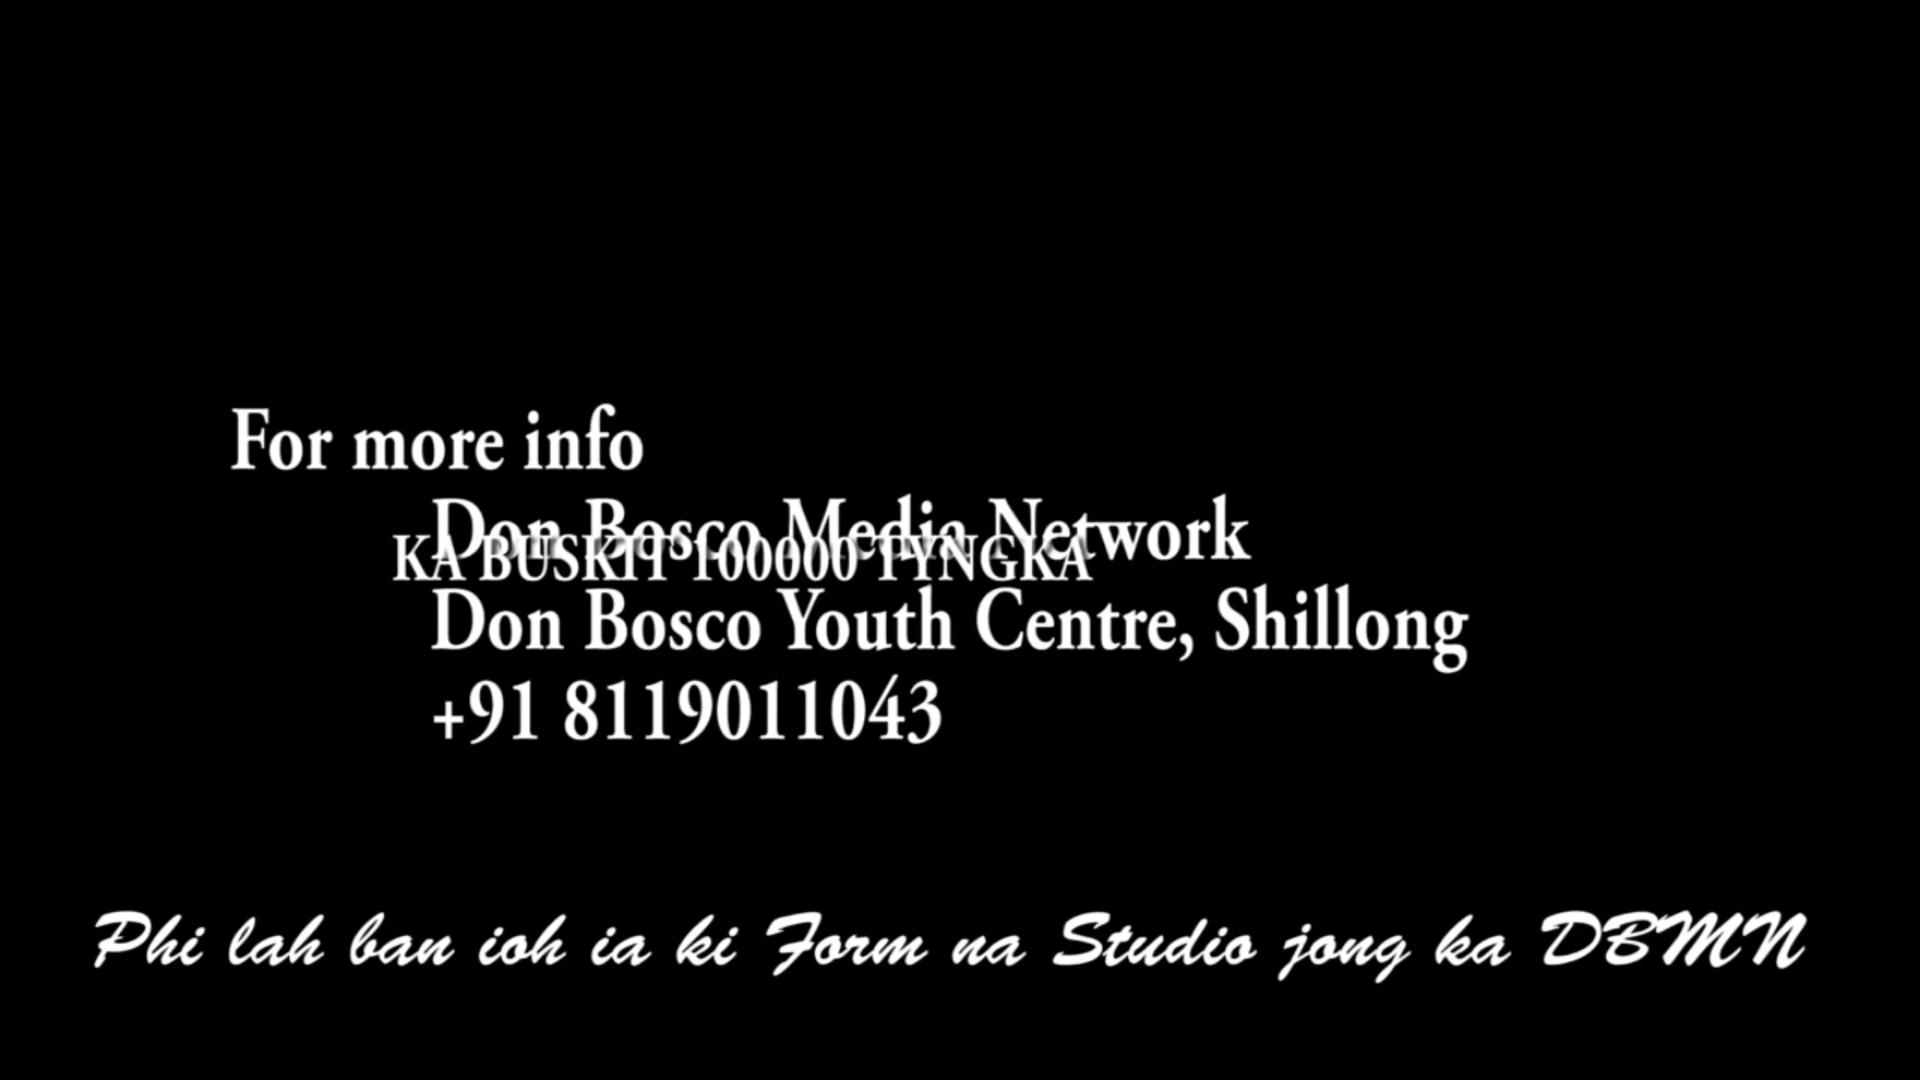 For more info
Don Bosco Media Network
KA BUSKIT 100000 TYNGKA
Don Bosco Youth Centre, Shillong
+91 8119011043
Phi lah ban ioh ia ki Form na Studio jong ka DBMN